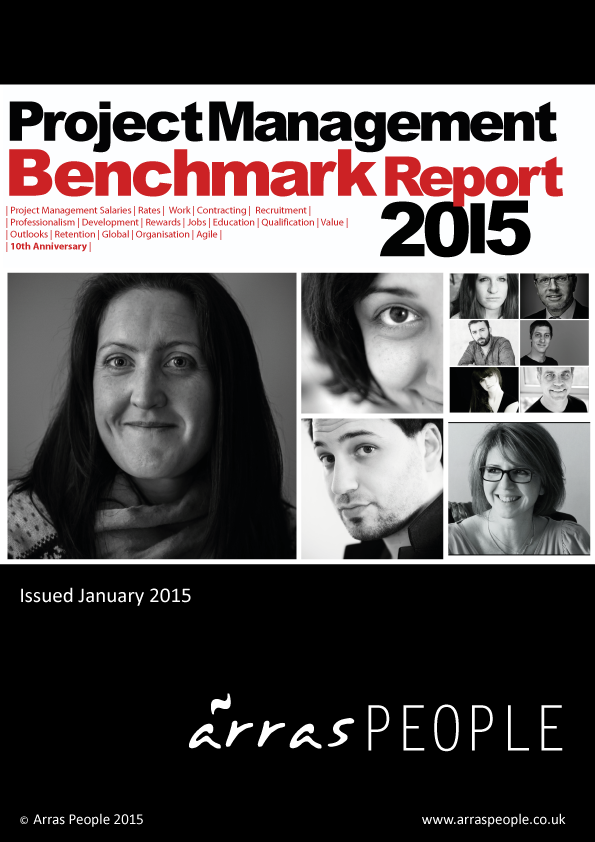 Project Management
Benchmark Report
2015
| Project Management Salaries | Rates | Work | Contracting | Recruitment |
| Professionalism | Development | Rewards | Jobs | Education | Qualification | Value |
| Outlooks | Retention | Global | Organisation | Agile |
| 10th Anniversary |
Issued January 2015
arras PEOPLE
© Arras People 2015
www.arraspeople.co.uk